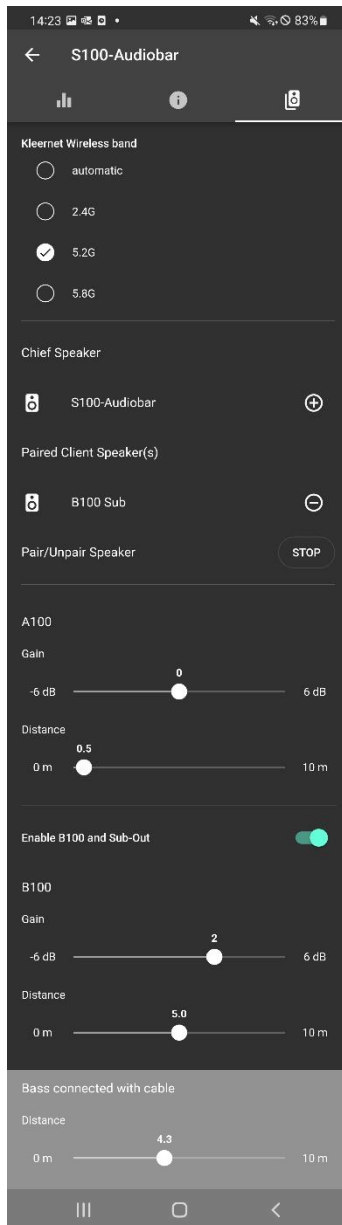 14:23 83%
S100-Audiobar
Kleernet Wireless band
automatic
2.4G
5.2G
5.8G
Chief Speaker
S100-Audiobar
Paired Client Speaker(s)
B100 Sub
Pair/Unpair Speaker STOP
A100
Gain
0
-6 dB 6 dB
Distance
0.5
0 m 10 m
Enable B100 and Sub-Out
B100
Gain
2
-6 dB 6 dB
Distance
5.0
0 m 10 m
Bass connected with cable
Distance
4.3
0 m 10 m